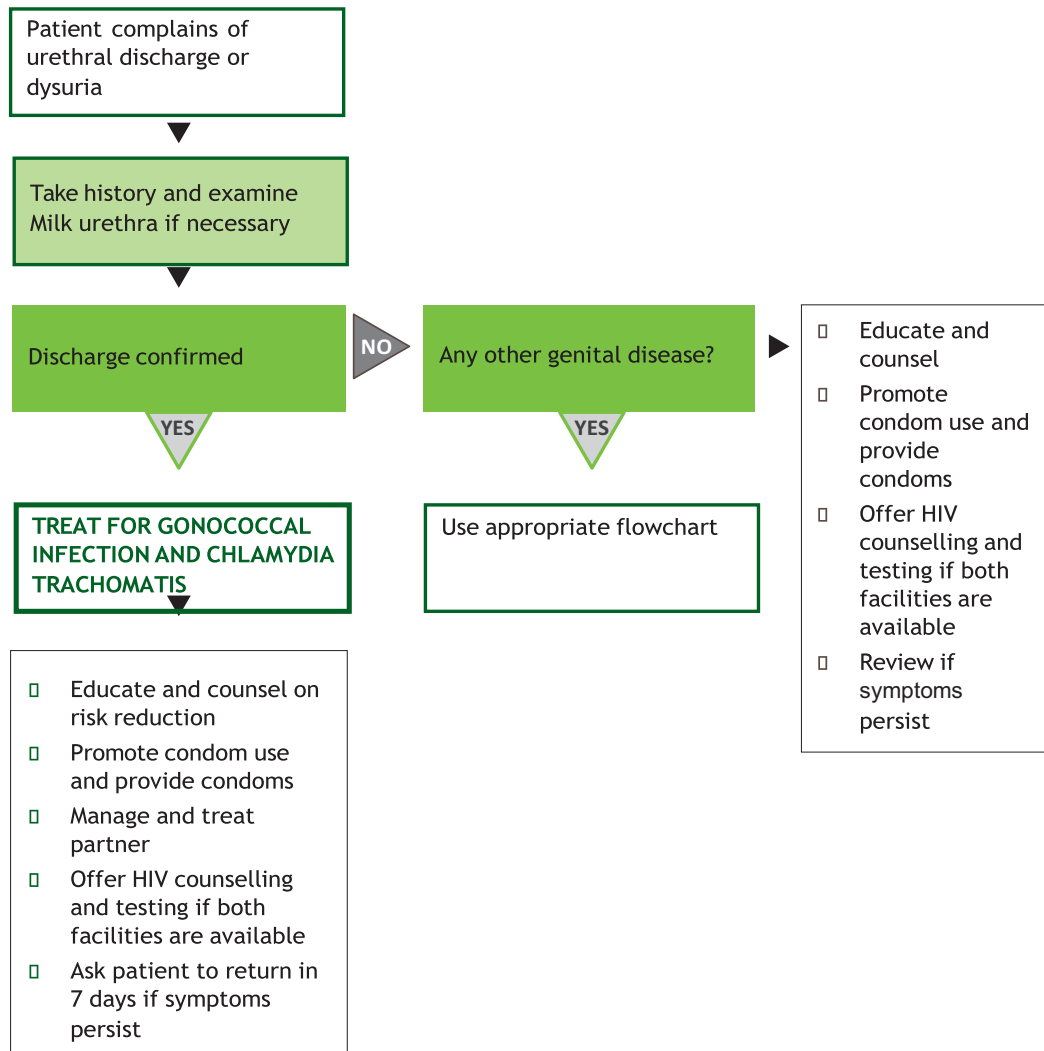 Patient complains of
urethral discharge or
dysuria
Take history and examine
Milk urethra if necessary
Discharge confirmed
NO
Any other genital disease?
YES
YES
TREAT FOR GONOCOCCAL
INFECTION AND CHLAMYDIA
TRACHOMATIS
Use appropriate flowchart
Educate and
counsel
Promote
condom use and
provide
condoms
Offer HIV
counselling and
testing if both
facilities are
available
Review if
symptoms
persist
Educate and counsel on
risk reduction
Promote condom use
and provide condoms
Manage and treat
partner
Offer HIV counselling
and testing if both
facilities are available
Ask patient to return in
7 days if symptoms
persist